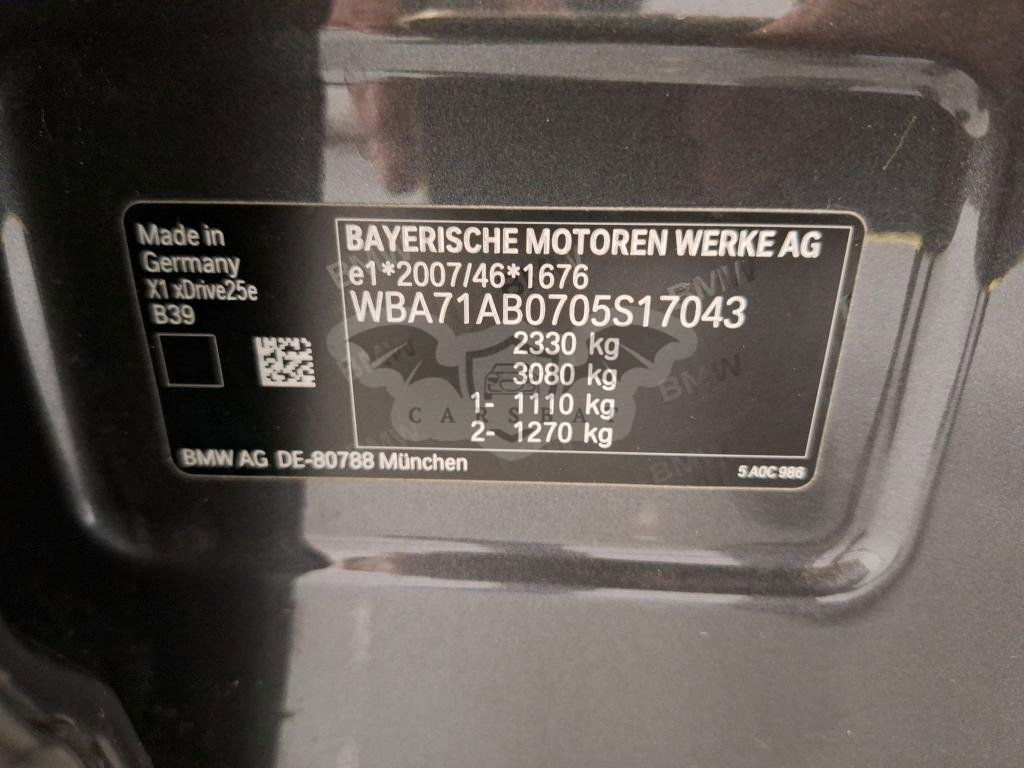 Made in
Germany
X1 xDrive25e
B39
BAYERISCHE MOTOREN WERKE AG
e1*2007/46*1676
WBA71AB0705S17043
2330 kg
3080 kg
1- 1110 kg
2- 1270 kg
CARSBAT
BMW AG DE-80788 München
5 A0C 986